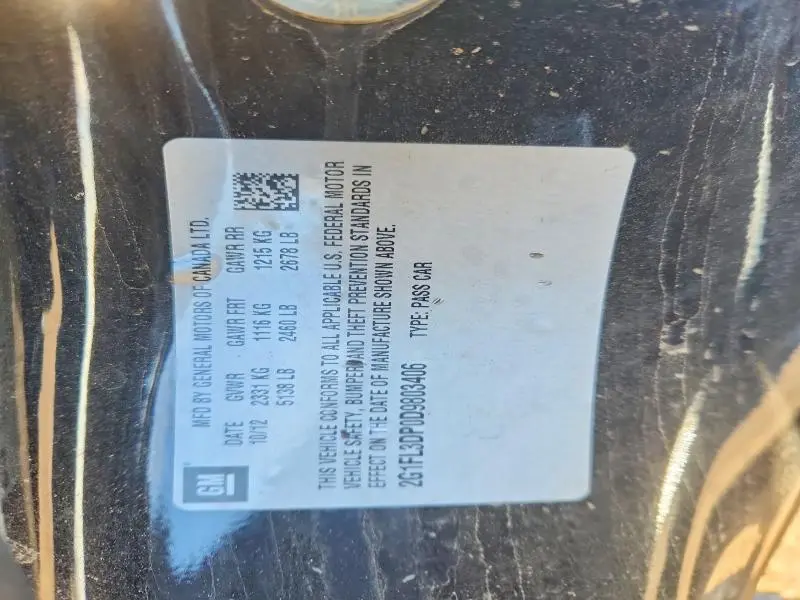 GM
MFD BY GENERAL MOTORS OF CANADA LTD.
DATE GVWR GAWR FRT GAWR RR
10/12 2331 KG 1116 KG 1215 KG
5138 LB 2460 LB 2678 LB
THIS VEHICLE CONFORMS TO ALL APPLICABLE U.S. FEDERAL MOTOR
VEHICLE SAFETY, BUMPER AND THEFT PREVENTION STANDARDS IN
EFFECT ON THE DATE OF MANUFACTURE SHOWN ABOVE.
2G1FL3DP0D9803406 TYPE: PASS CAR